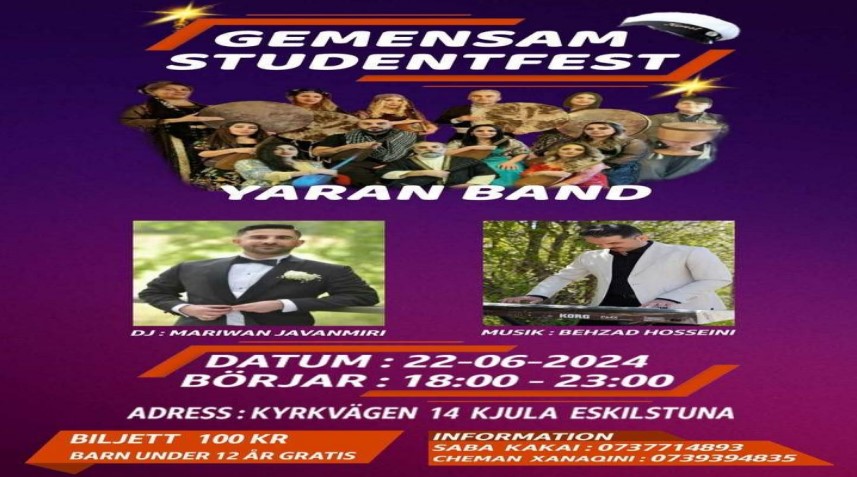 GEMENSAM
STUDENTFEST
YARAN BAND
KORG
DJ : MARIWAN JAVANMIRI
MUSIK : BEHZAD HOSSEINI
DATUM : 22-06-2024
BÖRJAR : 18:00 - 23:00
ADRESS : KYRKVÄGEN 14 KJULA ESKILSTUNA
BILJETT 100 KR
BARN UNDER 12 ÅR GRATIS
INFORMATION
SABA KAKAI : 0737714893
CHEMAN XANAQINI : 0739394835